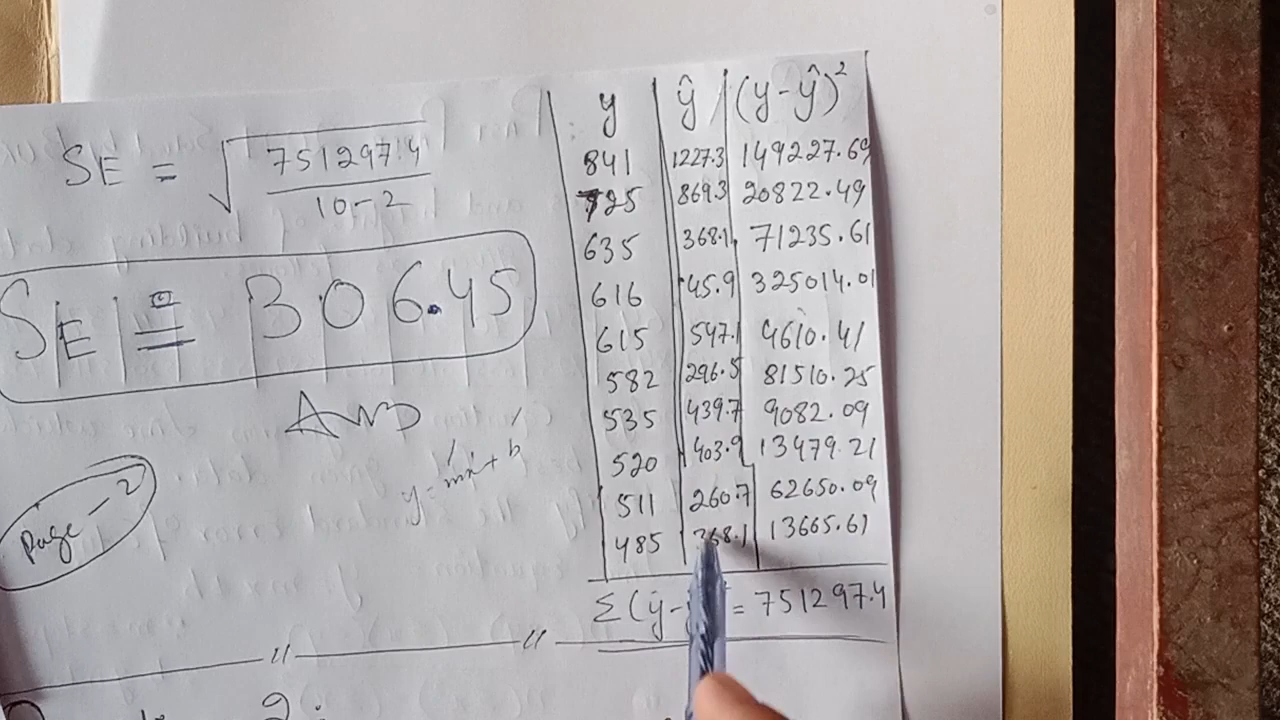 SE = √ 751297.4 / 10-2
SE = 306.45
AND
y = mx + b
Page-2
y ŷ (y-ŷ)²
841 1227.3 149227.69
725 869.3 20822.49
635 368.1 71235.61
616 45.9 325014.01
615 547.1 4610.41
582 296.5 81510.25
535 439.7 9082.09
520 403.9 13479.21
511 260.7 62650.09
485 368.1 13665.61
Σ(y- = 751297.4